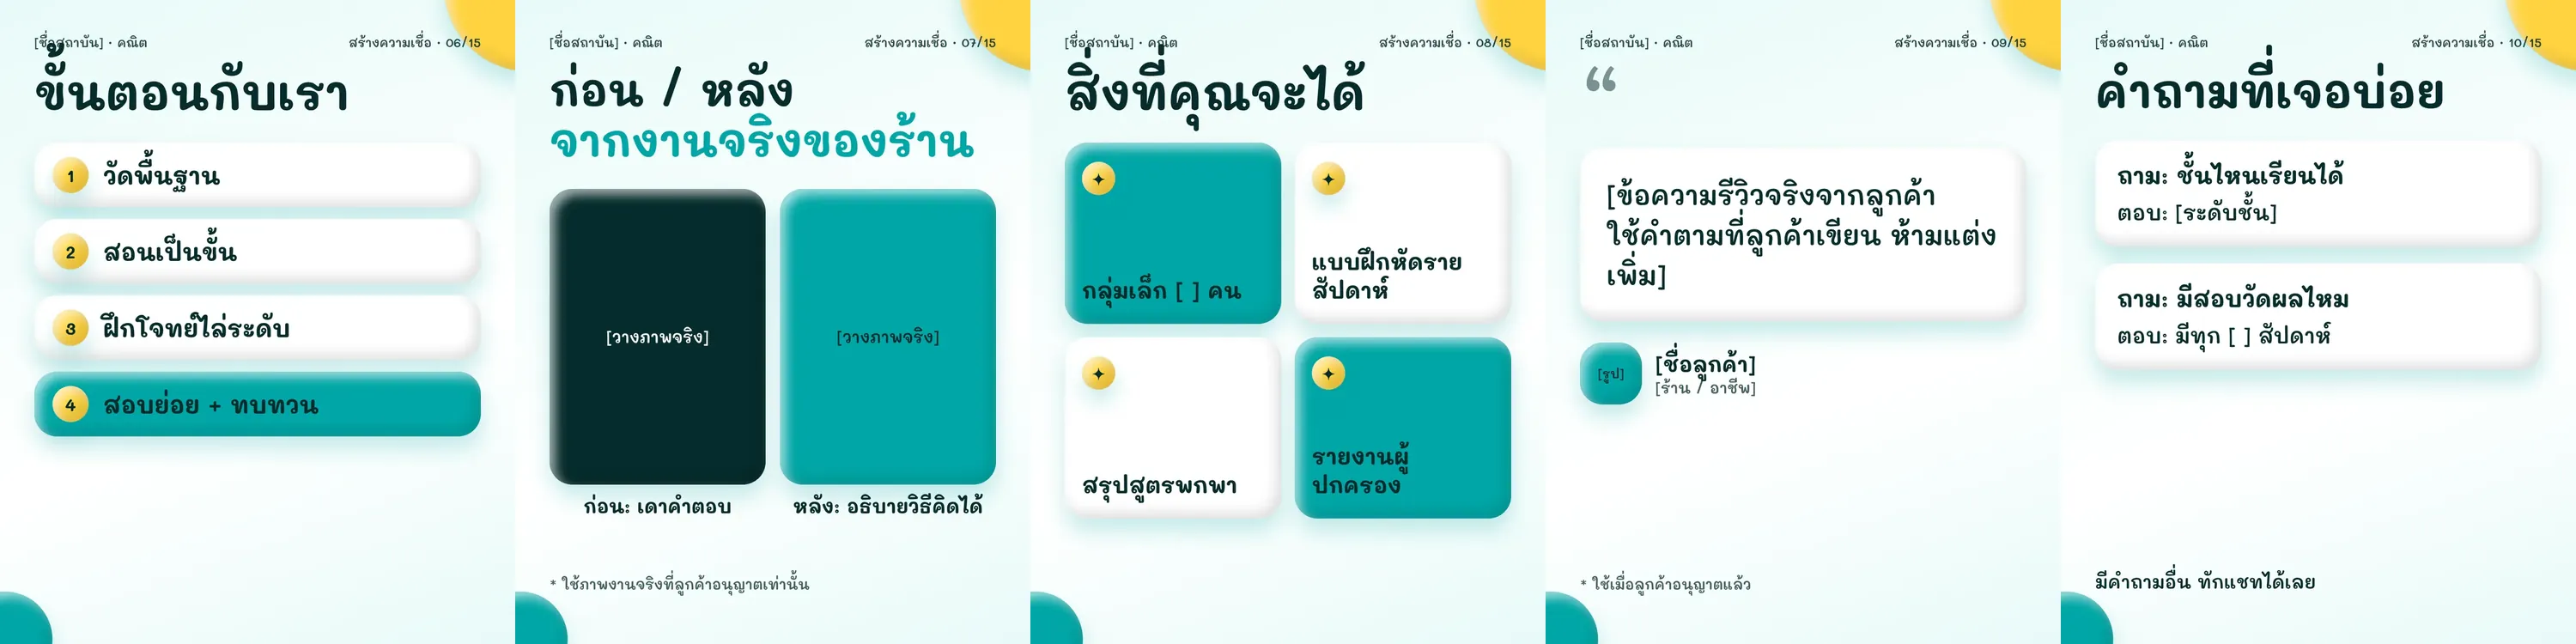 [ชื่อสถาบัน] · คณิต
สร้างความเชื่อ · 06/15
ขั้นตอนกับเรา
1 วัดพื้นฐาน
2 สอนเป็นขั้น
3 ฝึกโจทย์ไล่ระดับ
4 สอบย่อย + ทบทวน
[ชื่อสถาบัน] · คณิต
สร้างความเชื่อ · 07/15
ก่อน / หลัง
จากงานจริงของร้าน
[วางภาพจริง]
[วางภาพจริง]
ก่อน: เดาคำตอบ
หลัง: อธิบายวิธีคิดได้
* ใช้ภาพงานจริงที่ลูกค้าอนุญาตเท่านั้น
[ชื่อสถาบัน] · คณิต
สร้างความเชื่อ · 08/15
สิ่งที่คุณจะได้
✦
กลุ่มเล็ก [ ] คน
✦
แบบฝึกหัดราย
สัปดาห์
✦
สรุปสูตรพกพา
✦
รายงานผู้
ปกครอง
[ชื่อสถาบัน] · คณิต
สร้างความเชื่อ · 09/15
“
[ข้อความรีวิวจริงจากลูกค้า
ใช้คำตามที่ลูกค้าเขียน ห้ามแต่ง
เพิ่ม]
[รูป]
[ชื่อลูกค้า]
[ร้าน / อาชีพ]
* ใช้เมื่อลูกค้าอนุญาตแล้ว
[ชื่อสถาบัน] · คณิต
สร้างความเชื่อ · 10/15
คำถามที่เจอบ่อย
ถาม: ชั้นไหนเรียนได้
ตอบ: [ระดับชั้น]
ถาม: มีสอบวัดผลไหม
ตอบ: มีทุก [ ] สัปดาห์
มีคำถามอื่น ทักแชทได้เลย